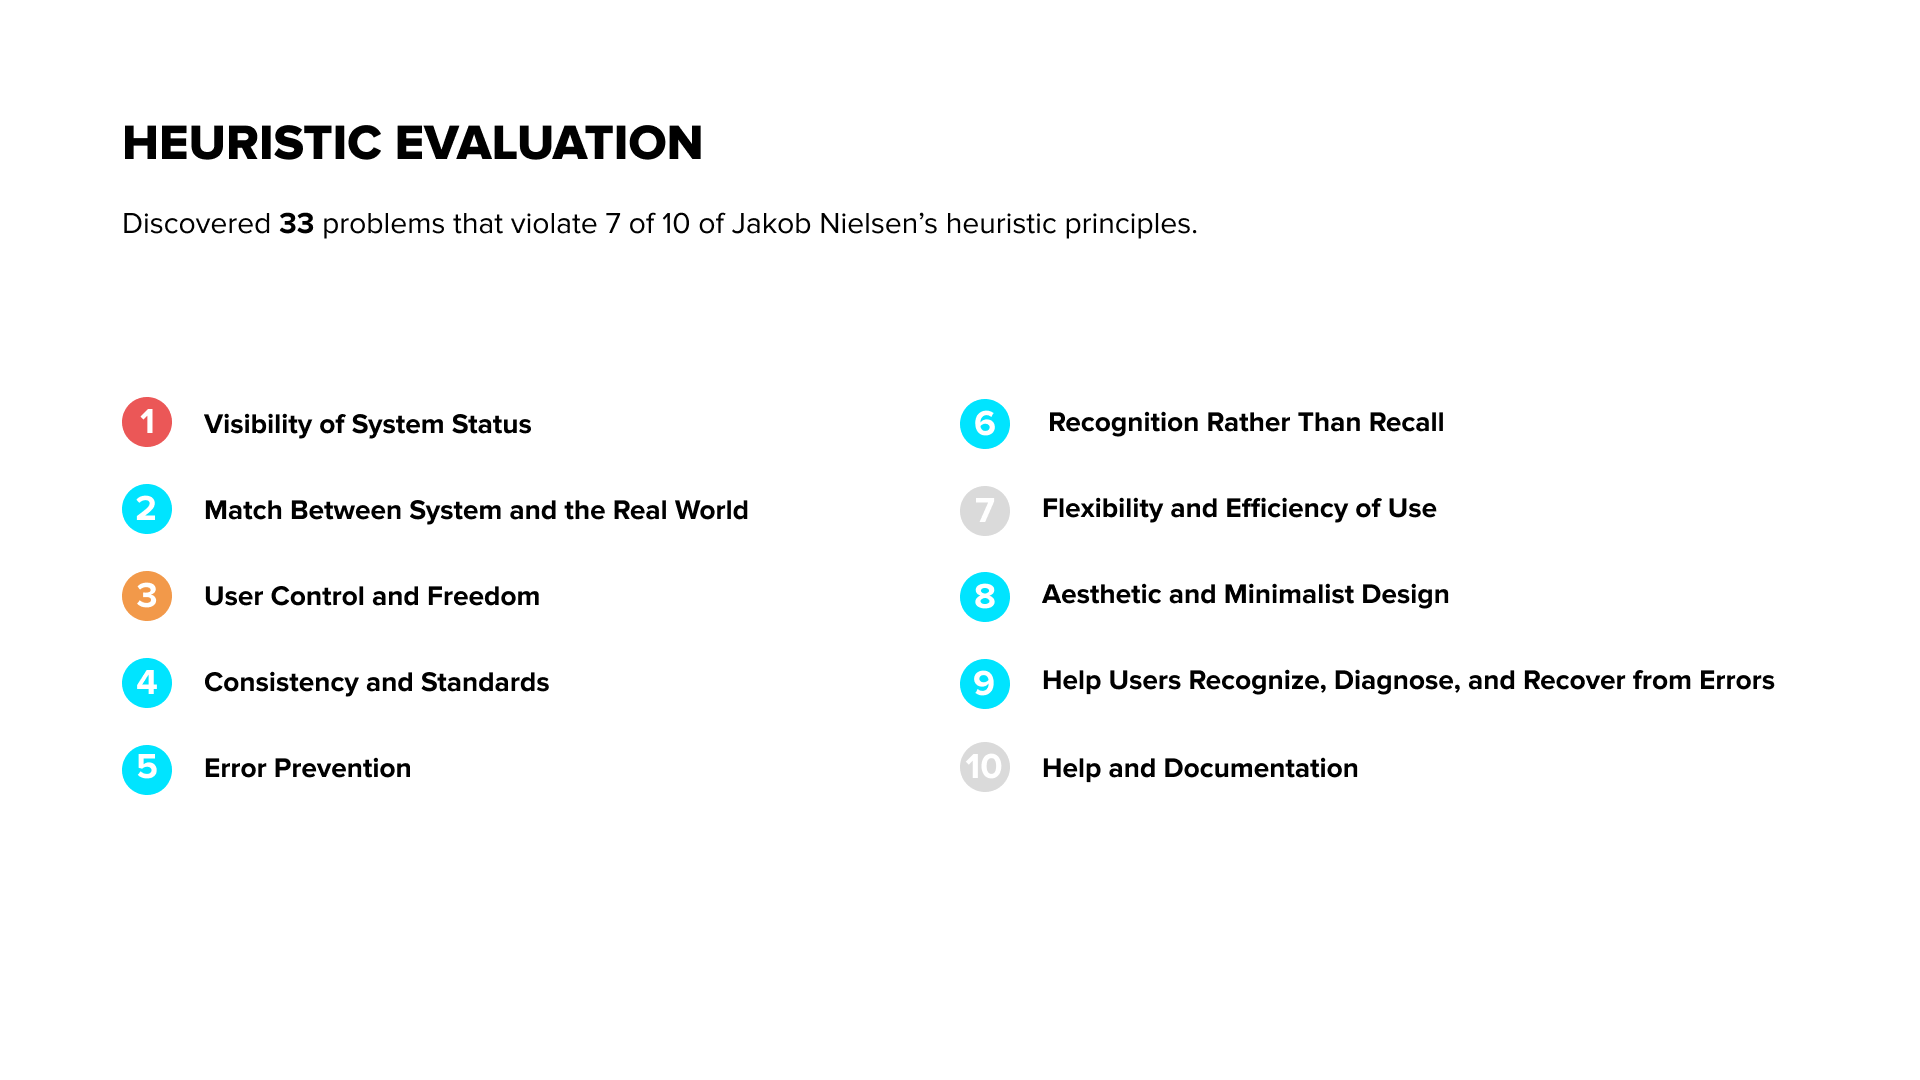 HEURISTIC EVALUATION
Discovered 33 problems that violate 7 of 10 of Jakob Nielsen’s heuristic principles.
1 Visibility of System Status
2 Match Between System and the Real World
3 User Control and Freedom
4 Consistency and Standards
5 Error Prevention
6 Recognition Rather Than Recall
7 Flexibility and Efficiency of Use
8 Aesthetic and Minimalist Design
9 Help Users Recognize, Diagnose, and Recover from Errors
10 Help and Documentation